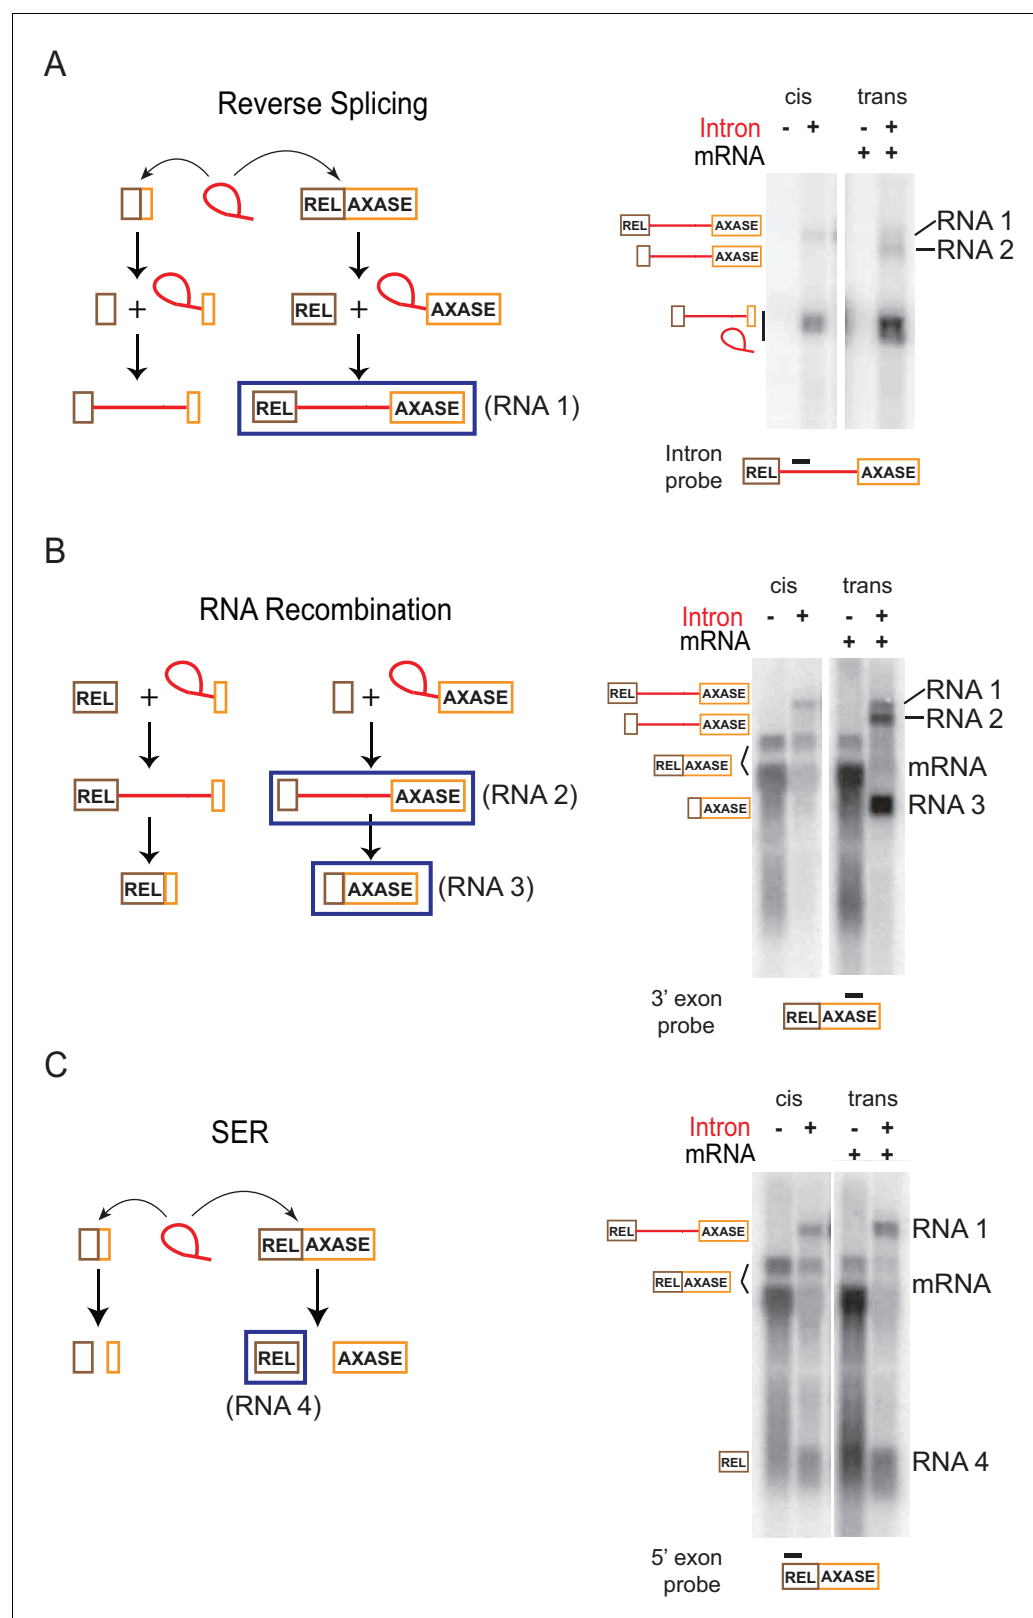 A
Reverse Splicing
cis trans
Intron - + - +
mRNA + +
REL AXASE
REL AXASE
RNA 1
AXASE
RNA 2
+ REL + AXASE
REL AXASE (RNA 1)
Intron
probe
REL AXASE
B
RNA Recombination
cis trans
Intron - + - +
mRNA + +
REL + + AXASE
REL AXASE
RNA 1
AXASE
RNA 2
REL AXASE
mRNA
AXASE
RNA 3
REL AXASE (RNA 2)
REL AXASE (RNA 3)
3' exon
probe
REL AXASE
C
SER
cis trans
Intron - + - +
mRNA + +
REL AXASE
REL AXASE
RNA 1
REL AXASE
mRNA
REL AXASE
(RNA 4)
REL
RNA 4
5' exon
probe
REL AXASE